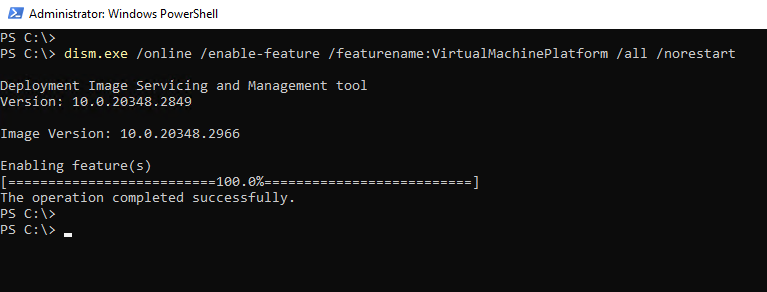 Administrator: Windows PowerShell
PS C:\>
PS C:\> dism.exe /online /enable-feature /featurename:VirtualMachinePlatform /all /norestart
Deployment Image Servicing and Management tool
Version: 10.0.20348.2849
Image Version: 10.0.20348.2966
Enabling feature(s)
[==========================100.0%==========================]
The operation completed successfully.
PS C:\>
PS C:\>